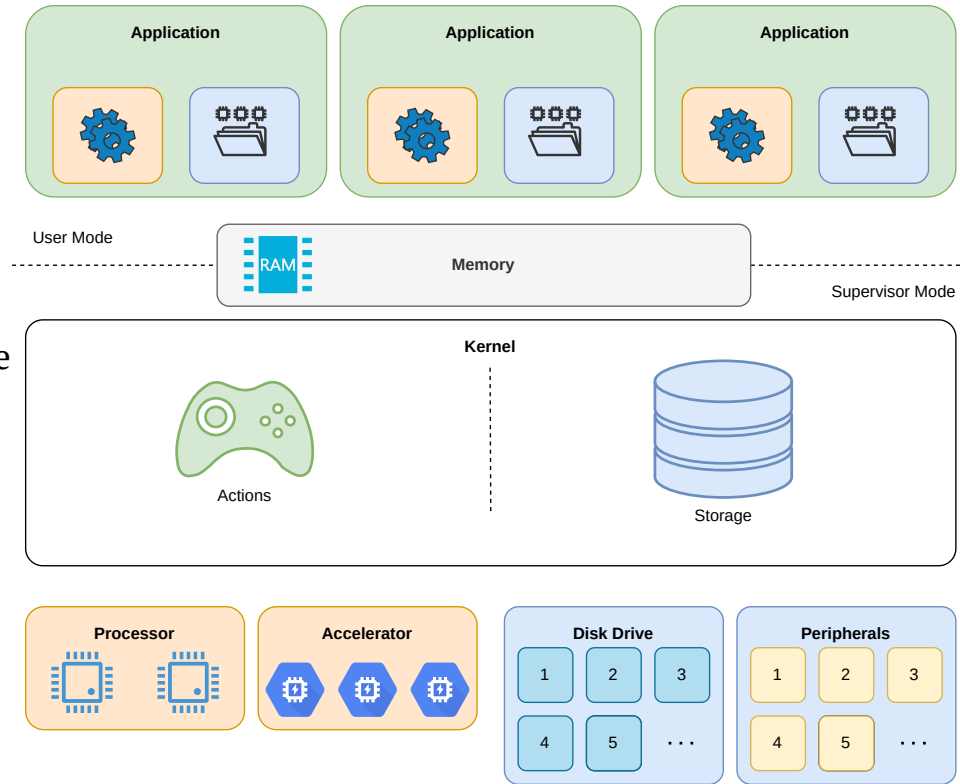 Application
Application
Application
User Mode
RAM
Memory
Supervisor Mode
e
Kernel
Actions
Storage
Processor
Accelerator
Disk Drive
Peripherals
1 2 3
4 5 ...
1 2 3
4 5 ...